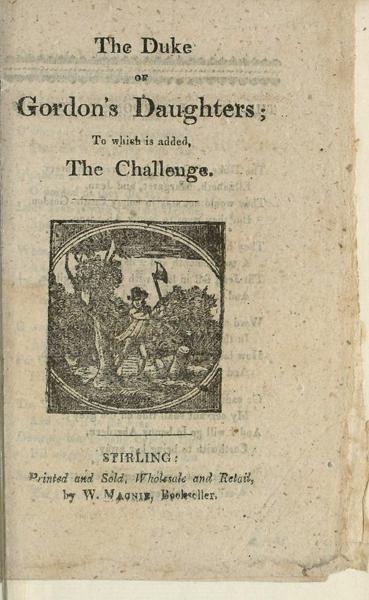 The Duke
OF
Gordon's Daughters;
To which is added,
The Challenge.
STIRLING:
Printed and Sold, Wholesale and Retail,
by W. MACNIE, Bookseller.